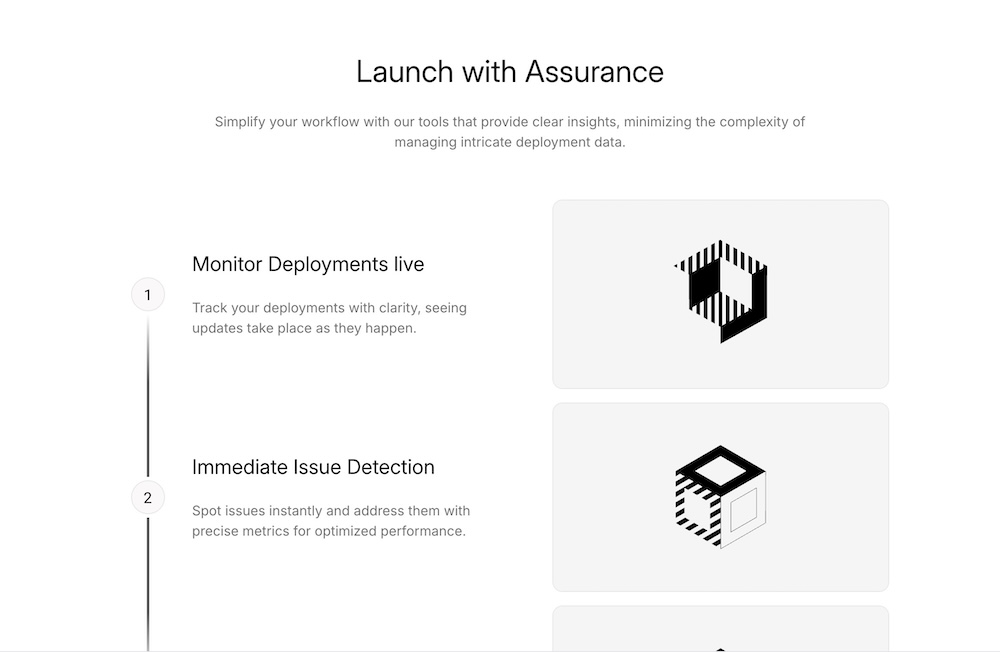 Launch with Assurance
Simplify your workflow with our tools that provide clear insights, minimizing the complexity of
managing intricate deployment data.
1
Monitor Deployments live
Track your deployments with clarity, seeing
updates take place as they happen.
2
Immediate Issue Detection
Spot issues instantly and address them with
precise metrics for optimized performance.